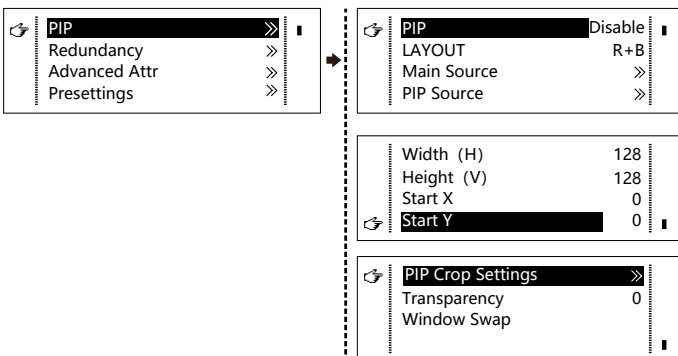 PIP »
Redundancy »
Advanced Attr »
Presettings »
PIP Disable
LAYOUT R+B
Main Source »
PIP Source »
Width (H) 128
Height (V) 128
Start X 0
Start Y 0
PIP Crop Settings »
Transparency 0
Window Swap